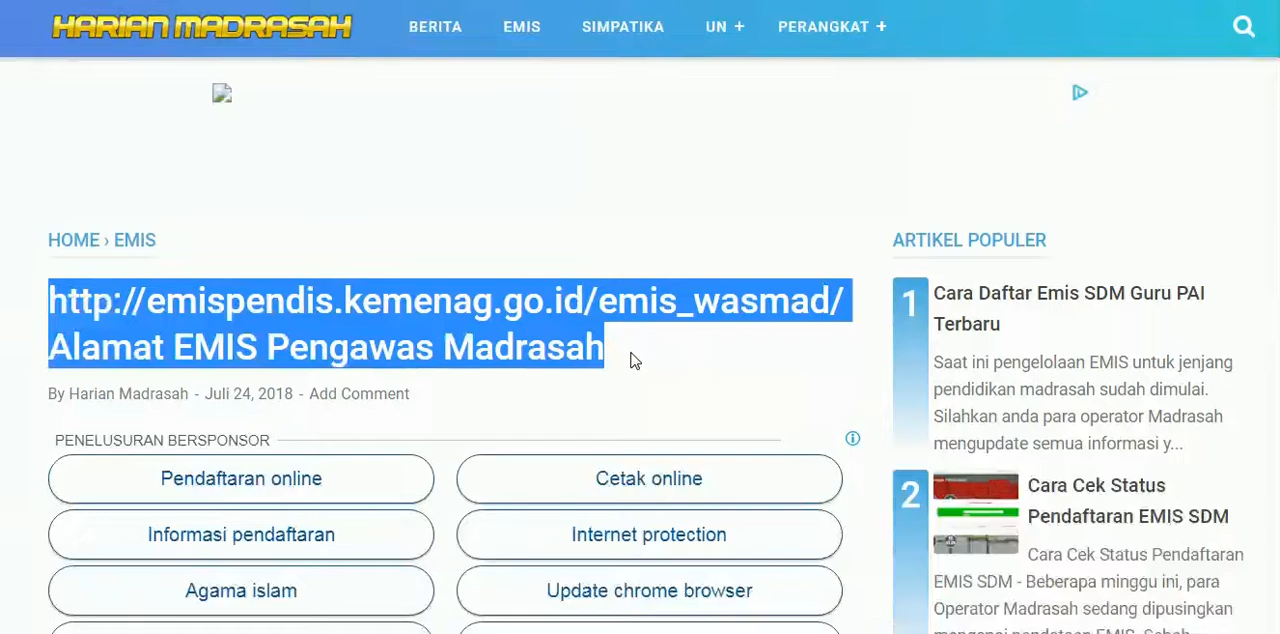 HARIAN MADRASAH
BERITA EMIS SIMPATIKA UN + PERANGKAT +
HOME › EMIS
http://emispendis.kemenag.go.id/emis_wasmad/
Alamat EMIS Pengawas Madrasah
By Harian Madrasah - Juli 24, 2018 - Add Comment
PENELUSURAN BERSPONSOR
Pendaftaran online
Cetak online
Informasi pendaftaran
Internet protection
Agama islam
Update chrome browser
ARTIKEL POPULER
1
Cara Daftar Emis SDM Guru PAI
Terbaru
Saat ini pengelolaan EMIS untuk jenjang
pendidikan madrasah sudah dimulai.
Silahkan anda para operator Madrasah
mengupdate semua informasi y...
2
Cara Cek Status
Pendaftaran EMIS SDM
Cara Cek Status Pendaftaran
EMIS SDM - Beberapa minggu ini, para
Operator Madrasah sedang dipusingkan
mengenai pendataan EMIS. Sebab